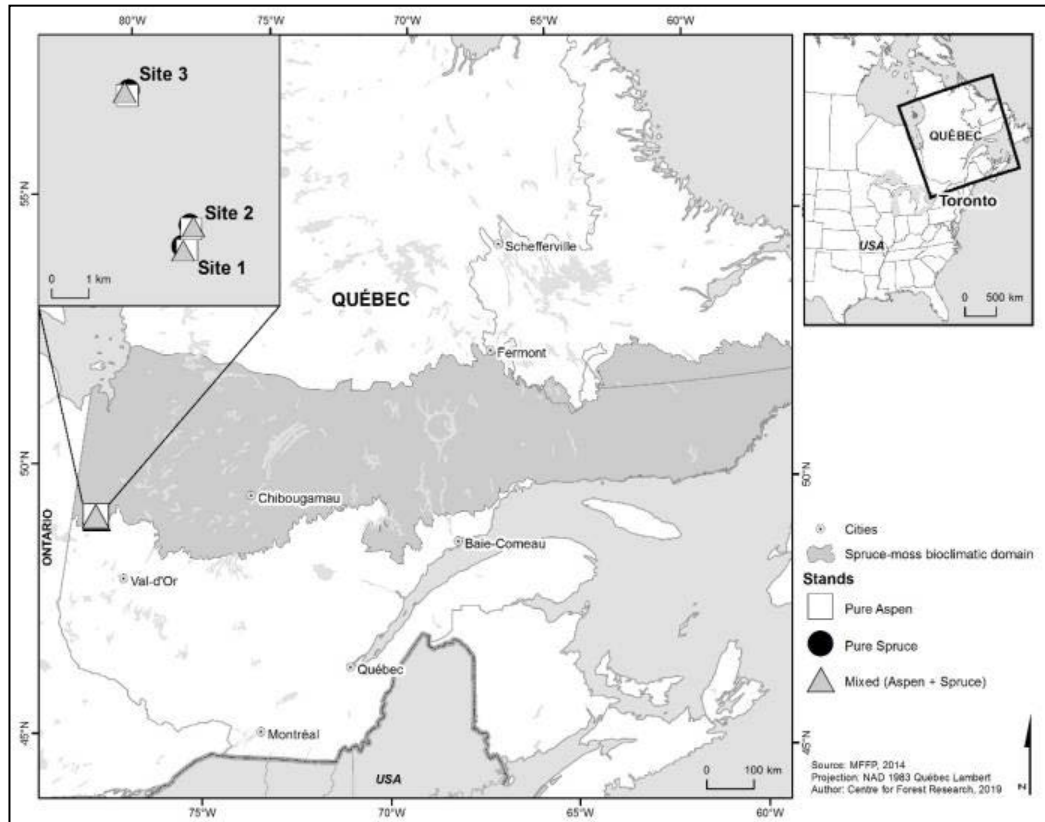 80°W
75°W
70°W
65°W
60°W
Site 3
Site 2
Site 1
0 1 km
55°N
50°N
45°N
Schefferville
QUÉBEC
Fermont
Chibougamau
ONTARIO
Baie-Comeau
Val-d'Or
Québec
Montréal
USA
0 100 km
75°W
70°W
65°W
60°W
50°N
45°N
QUÉBEC
Toronto
USA
0 500 km
Cities
Spruce-moss bioclimatic domain
Stands
Pure Aspen
Pure Spruce
Mixed (Aspen + Spruce)
Source: MFFP, 2014
Projection: NAD 1983 Québec Lambert
Author: Centre for Forest Research, 2019
N